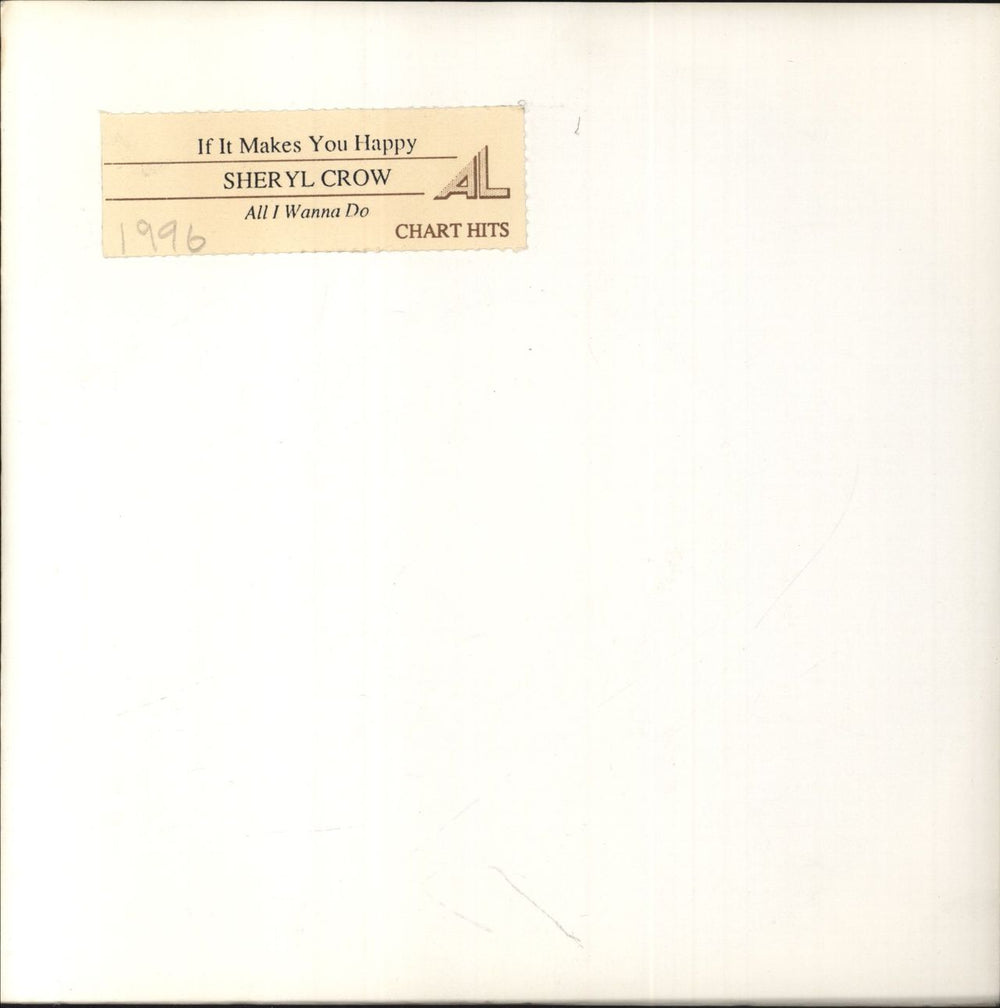 If It Makes You Happy
SHERYL CROW
AL
All I Wanna Do
1996
CHART HITS